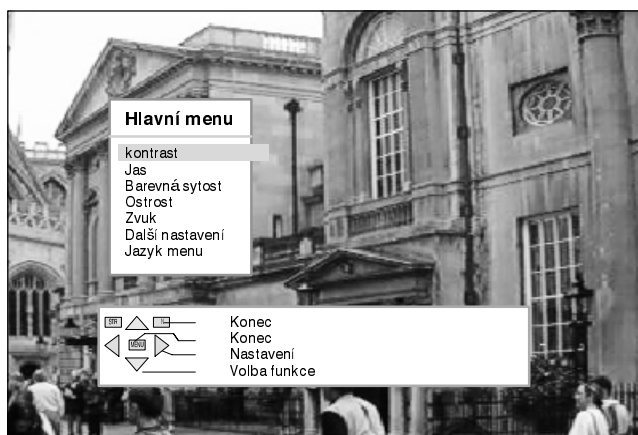 Hlavní menu
kontrast
Jas
Barevná sytost
Ostrost
Zvuk
Další nastavení
Jazyk menu
STR
Konec
MENU
Konec
Nastavení
Volba funkce